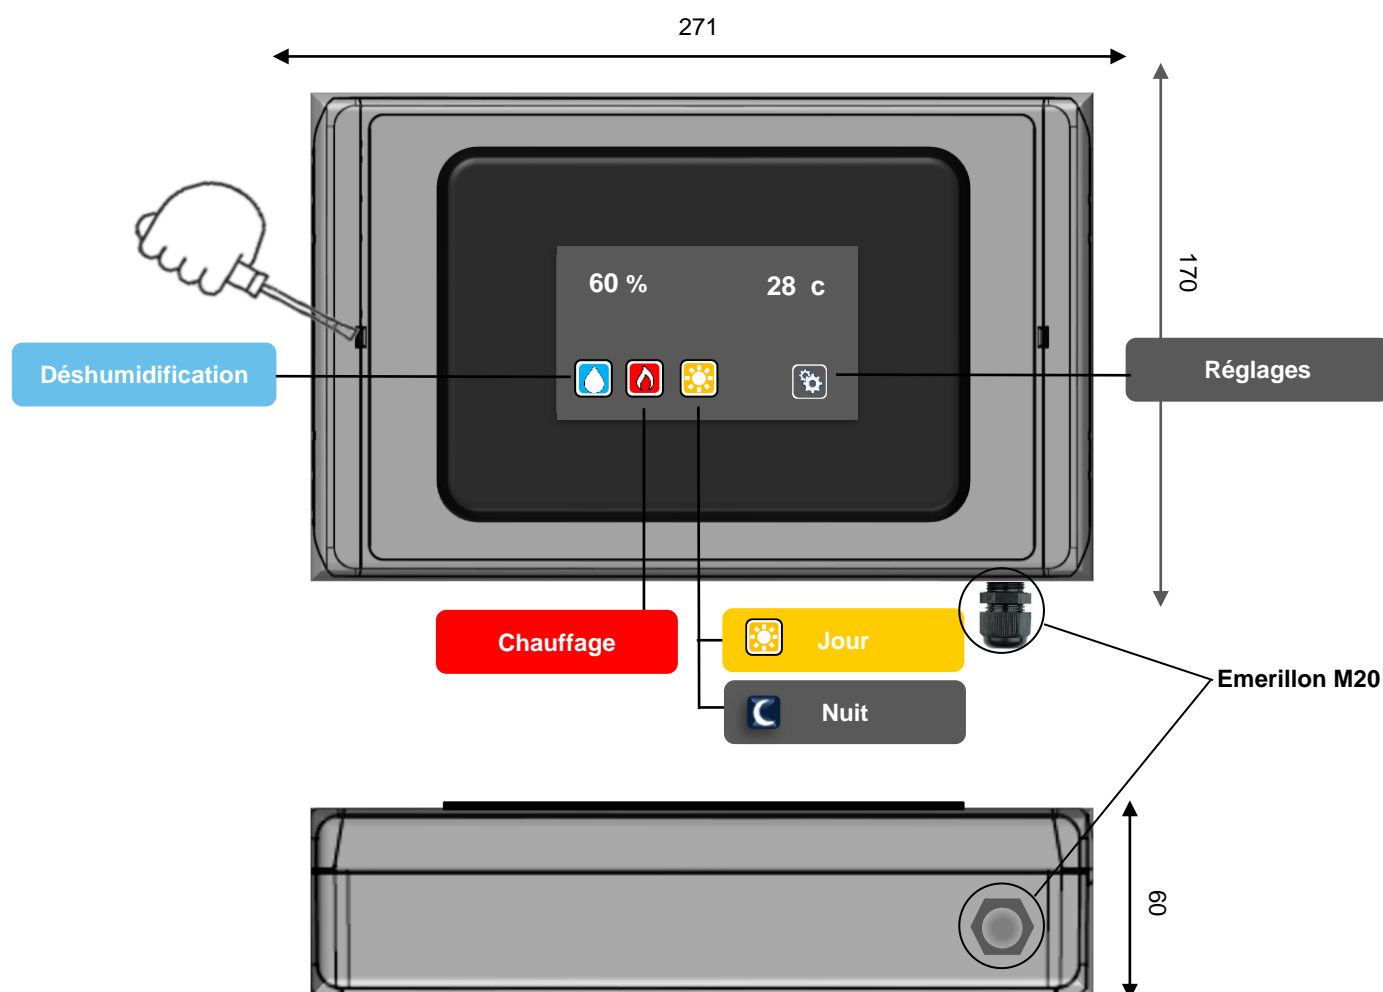 271
170
60 %
28 c
Déshumidification
Réglages
Chauffage
Jour
Emerillon M20
Nuit
60